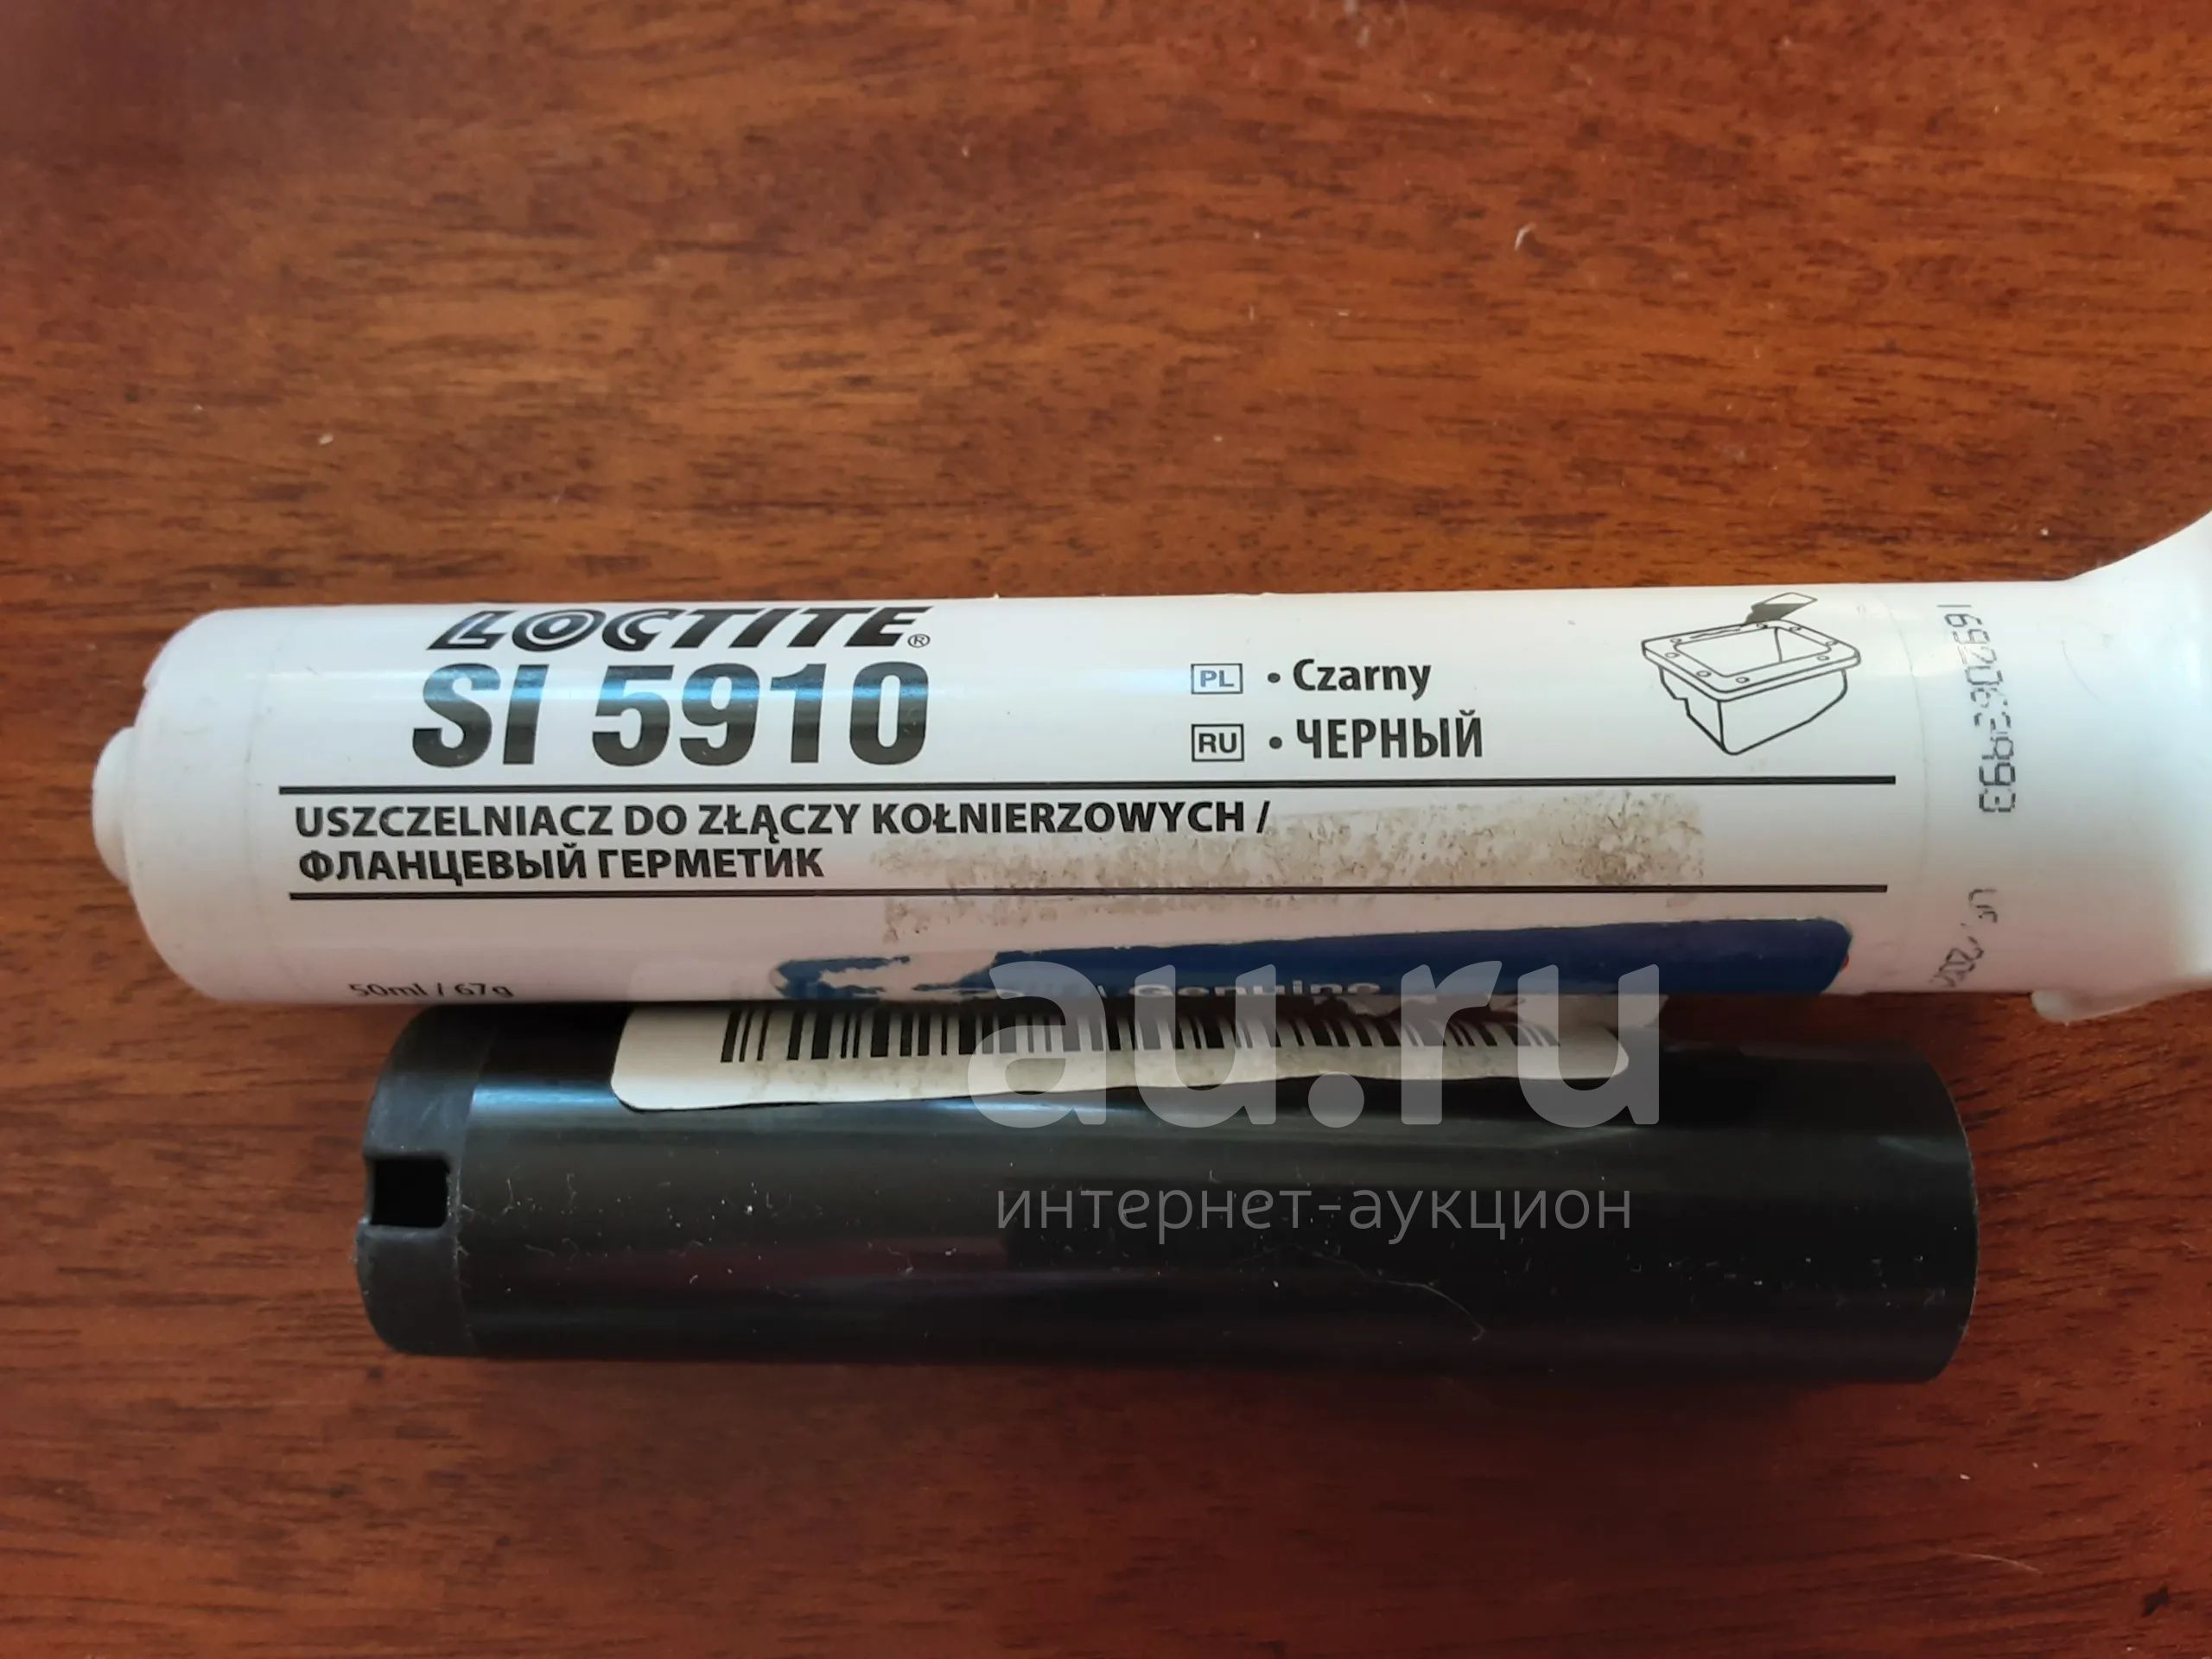 LOCTITE®
SI 5910
PL • Czarny
RU • ЧЕРНЫЙ
USZCZELNIACZ DO ZŁĄCZY KOŁNIERZOWYCH /
ФЛАНЦЕВЫЙ ГЕРМЕТИК
50ml / 67g
Genuine
au.ru
интернет-аукцион